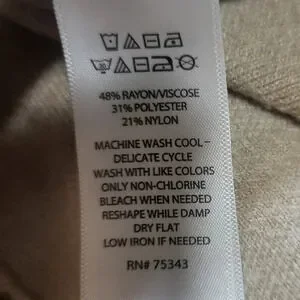 48% RAYON/VISCOSE
31% POLYESTER
21% NYLON
MACHINE WASH COOL–
DELICATE CYCLE
WASH WITH LIKE COLORS
ONLY NON-CHLORINE
BLEACH WHEN NEEDED
RESHAPE WHILE DAMP
DRY FLAT
LOW IRON IF NEEDED
RN# 75343